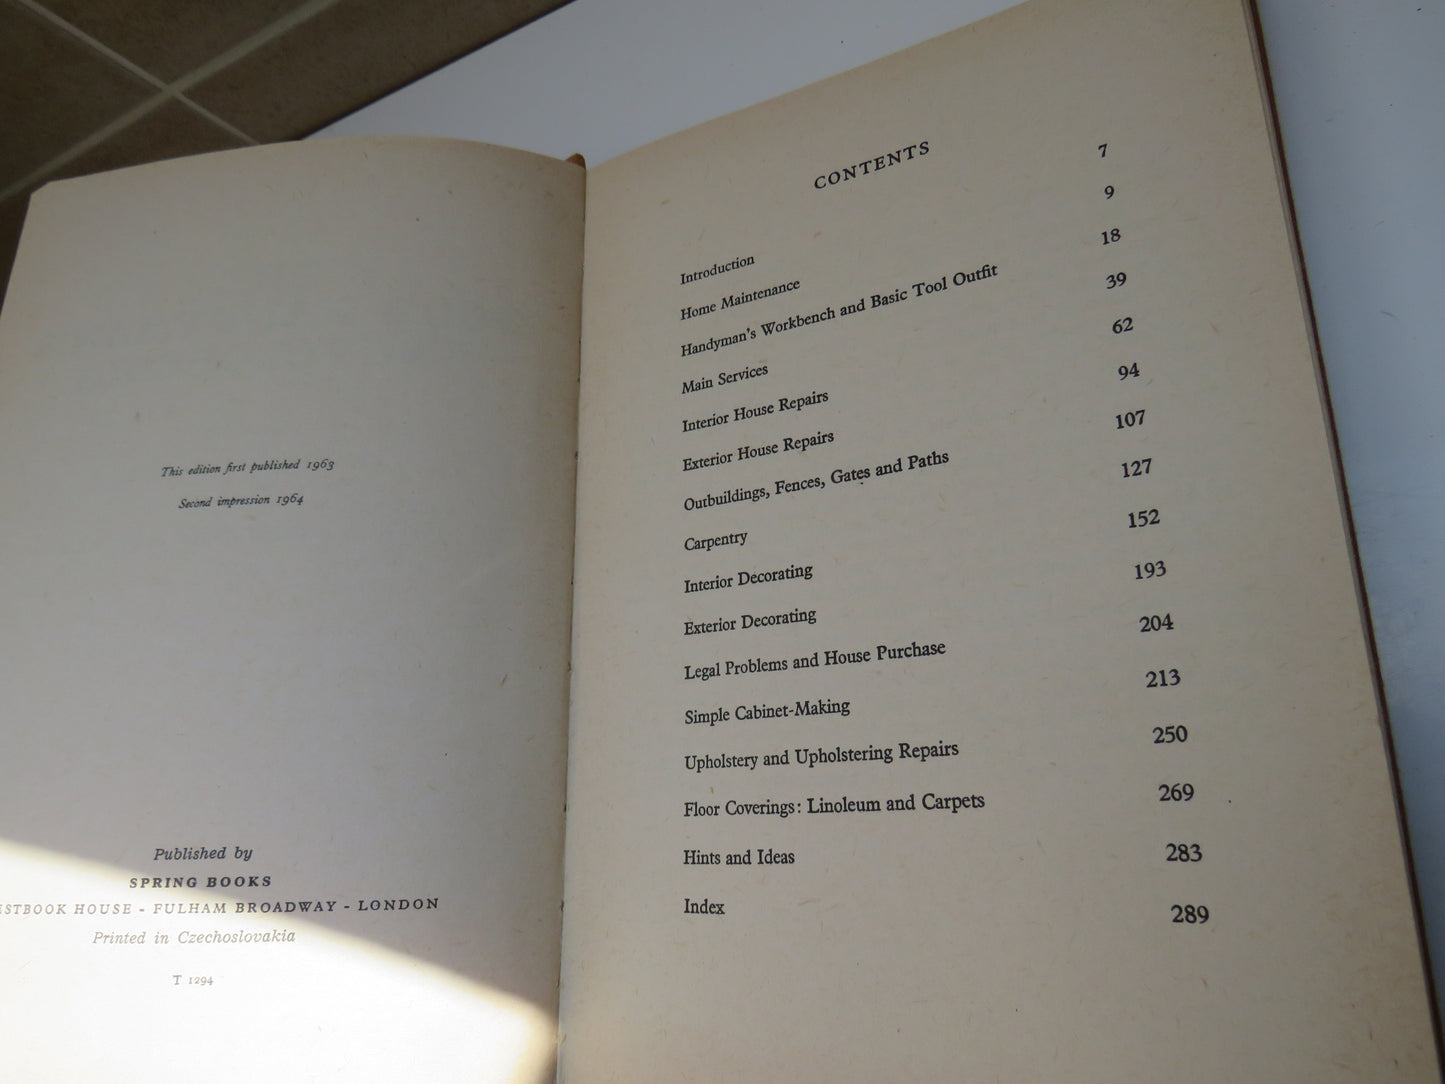 This edition first published 1963
Second impression 1964
Published by
SPRING BOOKS
ESTBOOK HOUSE - FULHAM BROADWAY - LONDON
Printed in Czechoslovakia
T 1294
CONTENTS
Introduction 7
Home Maintenance 9
Handyman's Workbench and Basic Tool Outfit 18
Main Services 39
Interior House Repairs 62
Exterior House Repairs 94
Outbuildings, Fences, Gates and Paths 107
Carpentry 127
Interior Decorating 152
Exterior Decorating 193
Legal Problems and House Purchase 204
Simple Cabinet-Making 213
Upholstery and Upholstering Repairs 250
Floor Coverings: Linoleum and Carpets 269
Hints and Ideas 283
Index 289